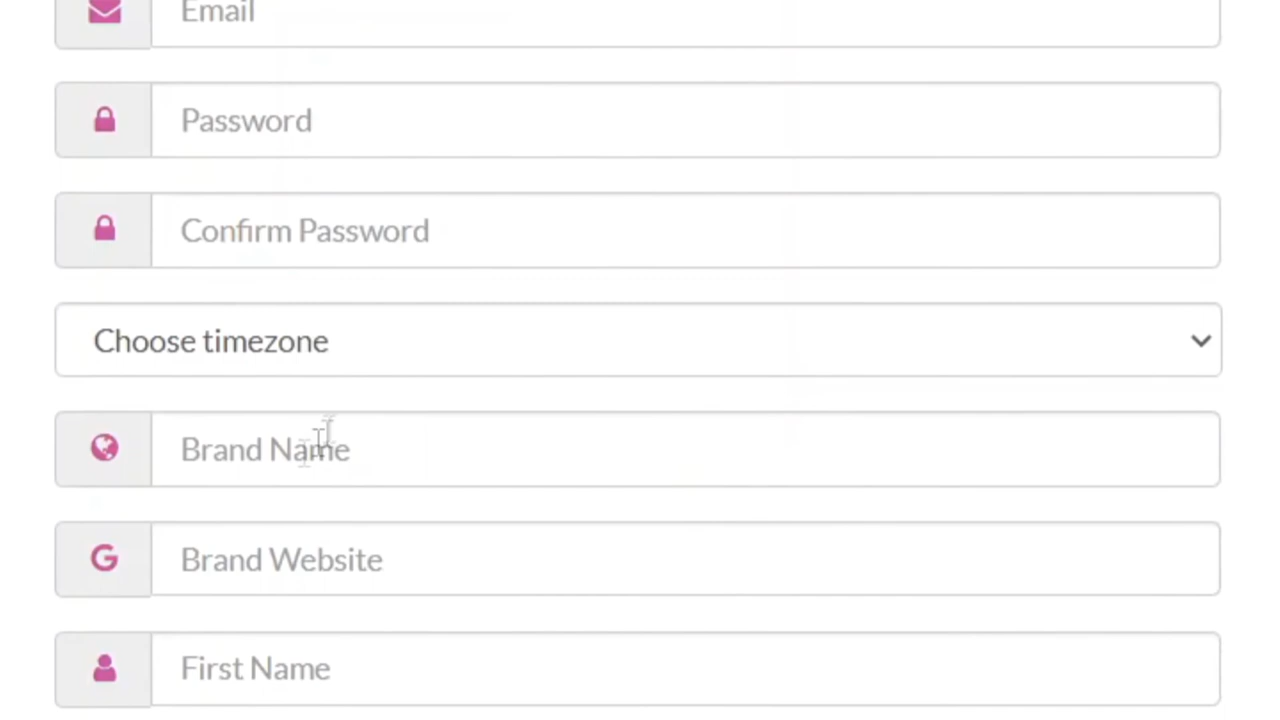 Email
Password
Confirm Password
Choose timezone
Brand Name
Brand Website
First Name